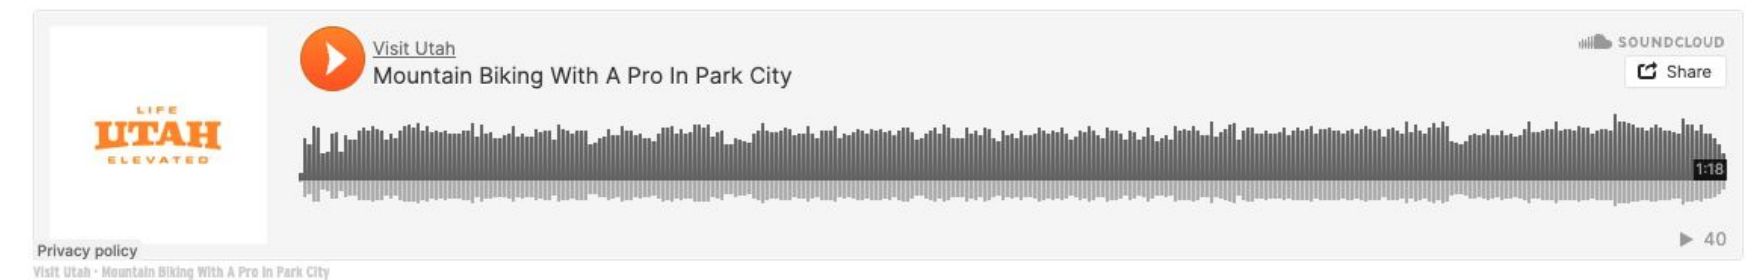 LIFE
UTAH
ELEVATED
Visit Utah
Mountain Biking With A Pro In Park City
SOUNDCLOUD
Share
1:18
40
Privacy policy
Visit Utah · Mountain Biking With A Pro In Park City